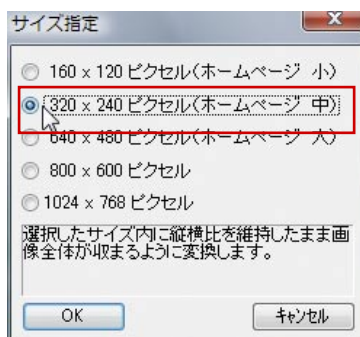 サイズ指定
160 x 120 ピクセル(ホームページ 小)
320 x 240 ピクセル(ホームページ 中)
640 x 480 ピクセル(ホームページ 大)
800 x 600 ピクセル
1024 x 768 ピクセル
選択したサイズ内に縦横比を維持したまま画
像全体が収まるように変換します。
OK
キャンセル